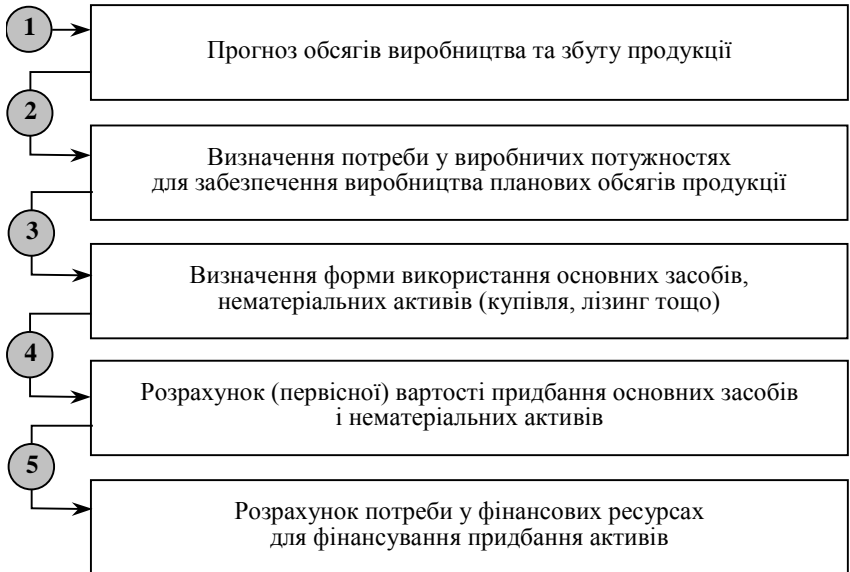 1
Прогноз обсягів виробництва та збуту продукції
2
Визначення потреби у виробничих потужностях
для забезпечення виробництва планових обсягів продукції
3
Визначення форми використання основних засобів,
нематеріальних активів (купівля, лізинг тощо)
4
Розрахунок (первісної) вартості придбання основних засобів
і нематеріальних активів
5
Розрахунок потреби у фінансових ресурсах
для фінансування придбання активів